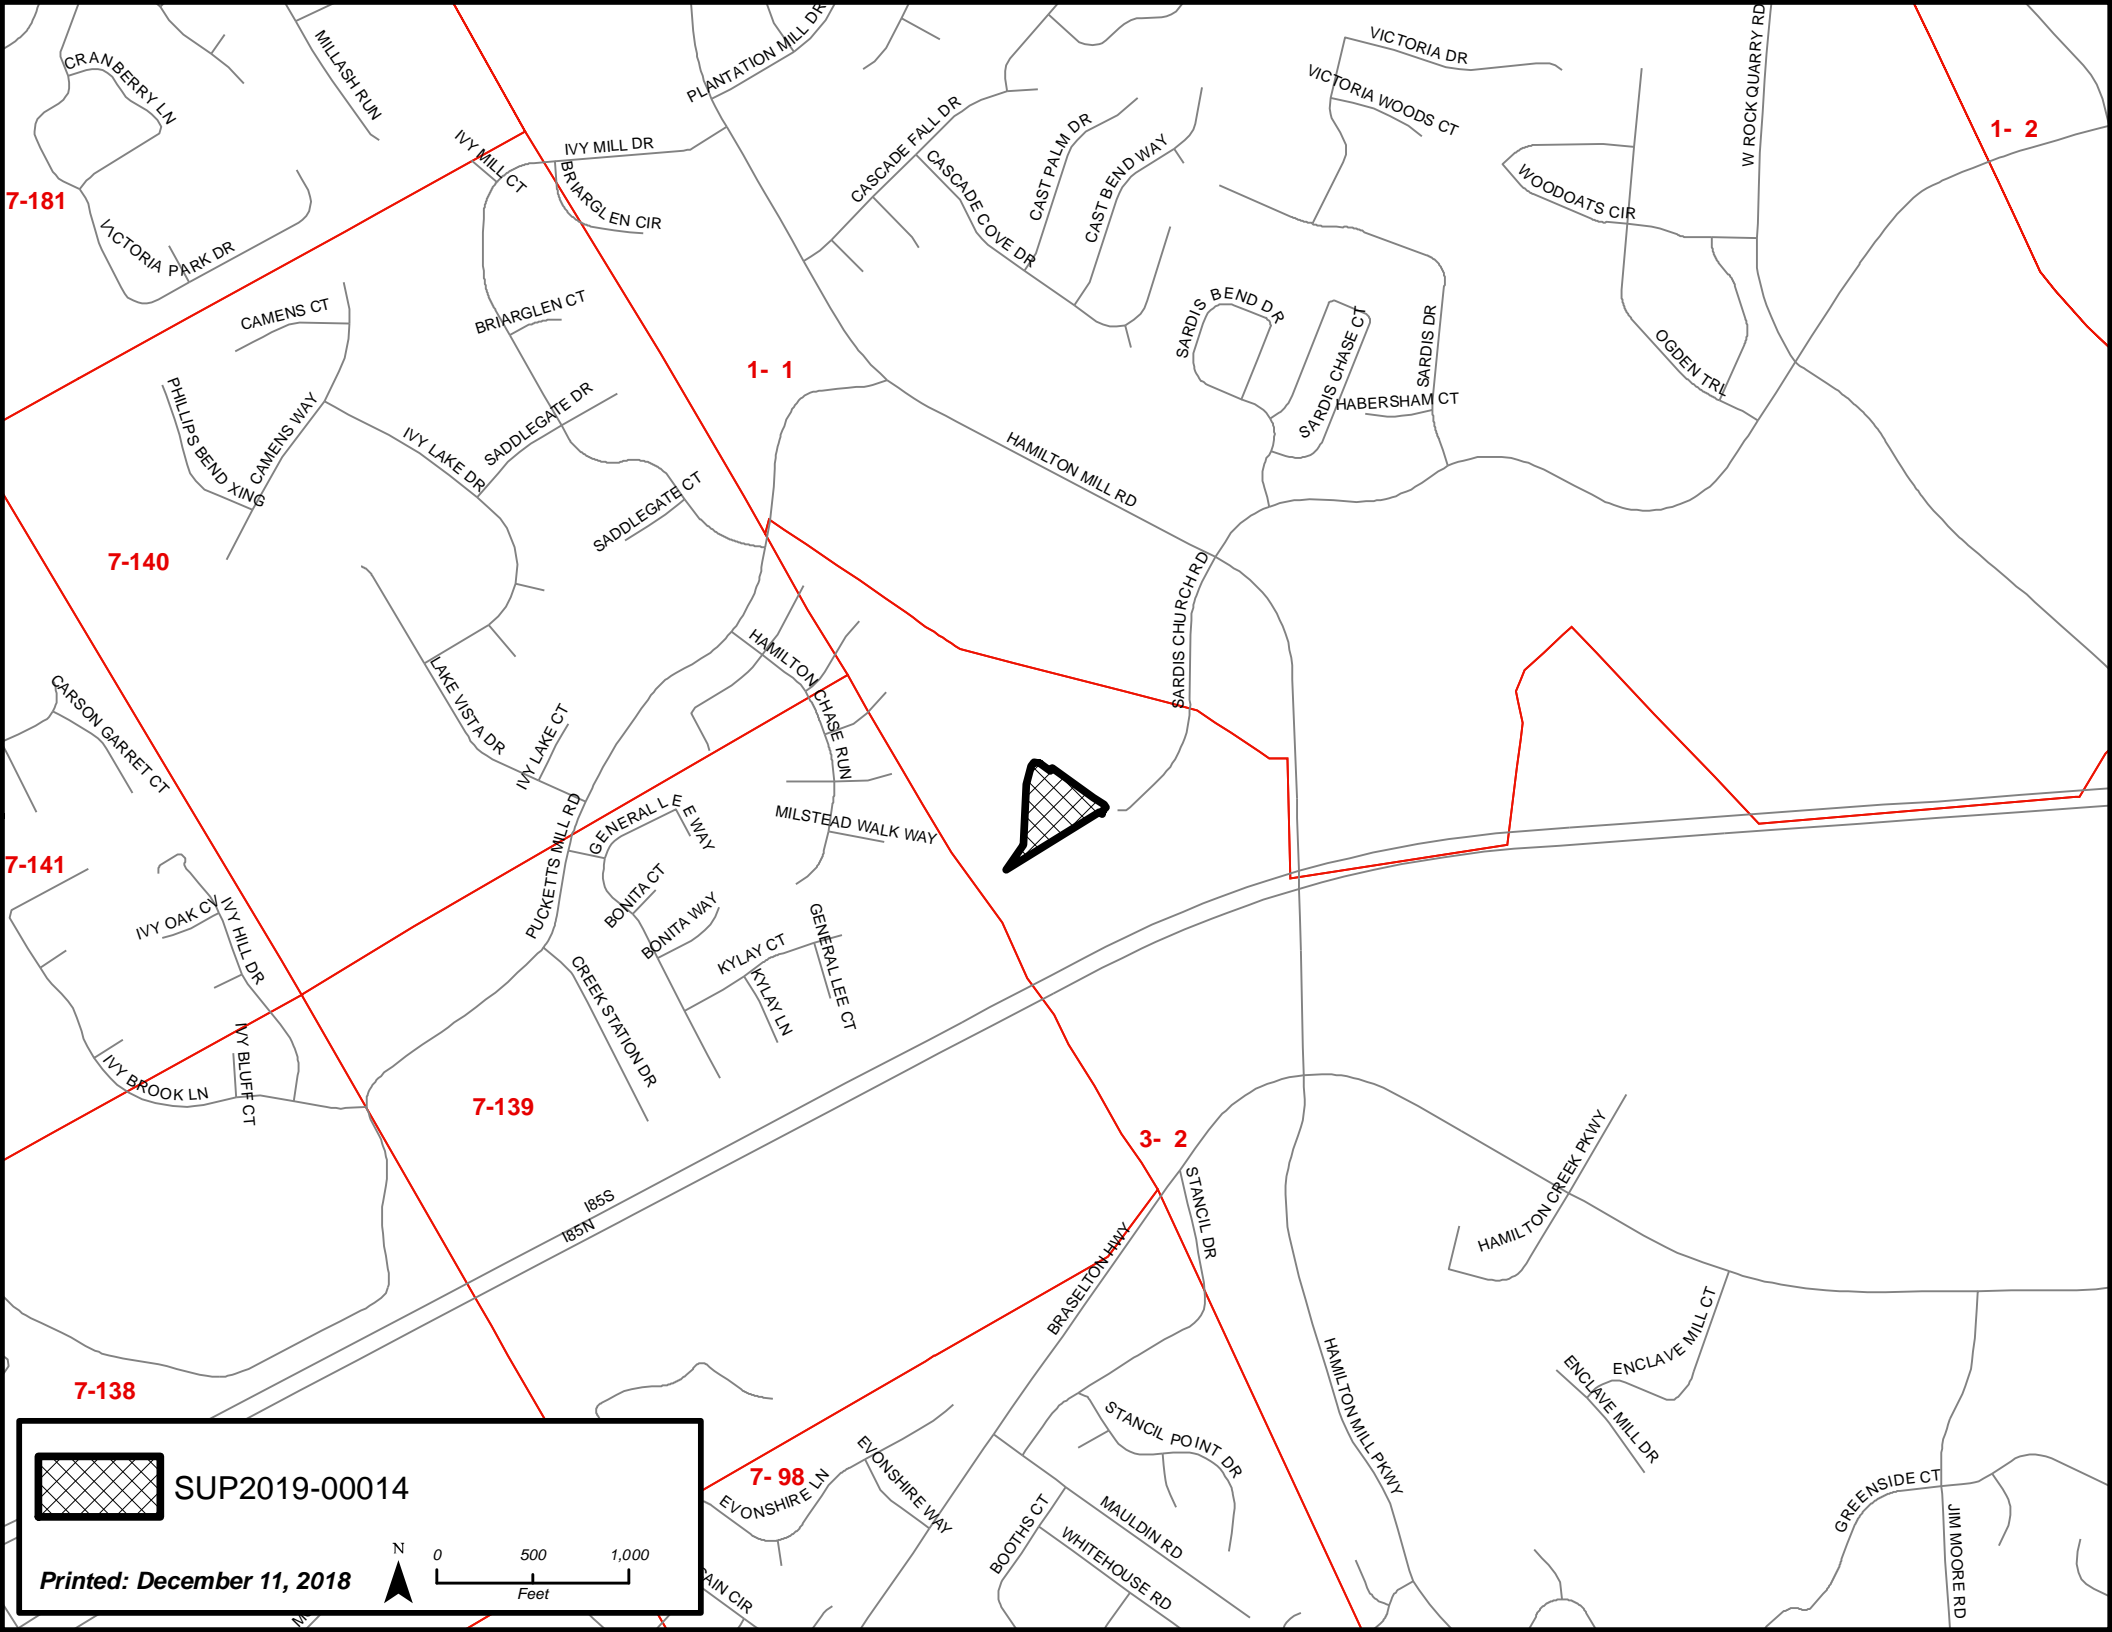 CRANBERRY LN
MILLASH RUN
PLANTATION MILL DR
VICTORIA DR
W ROCK QUARRY RD
VICTORIA WOODS CT
1- 2
IVY MILL CT
IVY MILL DR
CASCADE FALL DR
CAST PALM DR
CAST BEND WAY
CASCADE COVE DR
BRIARGLEN CIR
WOODOATS CIR
7-181
VICTORIA PARK DR
CAMENS CT
BRIARGLEN CT
SARDIS BEND DR
SARDIS CHASE CT
SARDIS DR
OGDEN TRL
1- 1
HABERSHAM CT
PHILLIPS BEND XING
CAMENS WAY
IVY LAKE DR
SADDLEGATE DR
HAMILTON MILL RD
SADDLEGATE CT
7-140
SARDIS CHURCH RD
HAMILTON CHASE RUN
LAKE VISTA DR
IVY LAKE CT
CARSON GARRET CT
PUCKETTS MILL RD
GENERAL LEE WAY
MILSTEAD WALK WAY
7-141
BONITA CT
BONITA WAY
IVY OAK CV
IVY HILL DR
KYLAY CT
GENERAL LEE CT
KYLAY LN
CREEK STATION DR
IVY BLUFF CT
IVY BROOK LN
7-139
3- 2
STANCIL DR
HAMILTON CREEK PKWY
I85S
I85N
BRASELTON HWY
ENCLAVE MILL CT
ENCLAVE MILL DR
HAMILTON MILL PKWY
7-138
STANCIL POINT DR
EVONSHIRE LN
EVONSHIRE WAY
7- 98
BOOTHS CT
MAULDIN RD
WHITEHOUSE RD
GREENSIDE CT
JIM MOORE RD
AIN CIR
SUP2019-00014
Printed: December 11, 2018
N
0 500 1,000
Feet